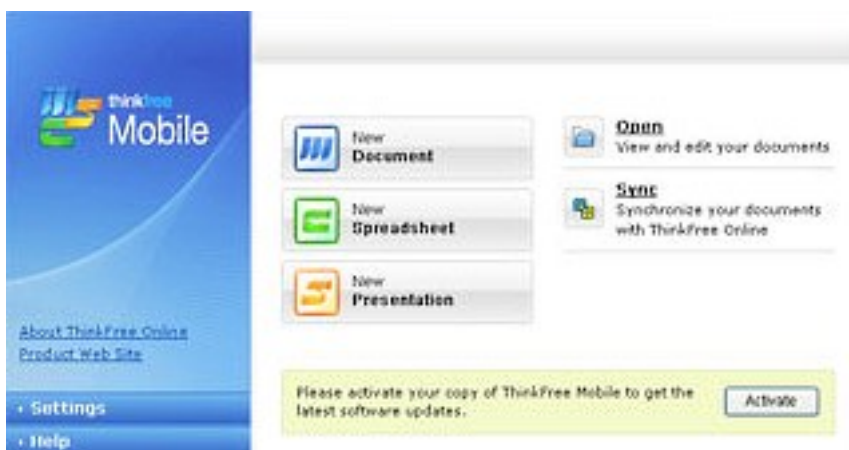 thinkfree
Mobile
About ThinkFree Online
Product Web Site
Settings
Help
New
Document
New
Spreadsheet
New
Presentation
Open
View and edit your documents
Sync
Synchronize your documents
with ThinkFree Online
Please activate your copy of ThinkFree Mobile to get the
latest software updates.
Activate